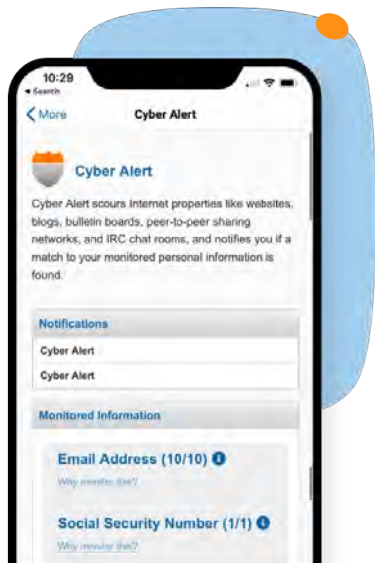 10:29
Search
More
Cyber Alert
Cyber Alert
Cyber Alert scours Internet properties like websites,
blogs, bulletin boards, peer-to-peer sharing
networks, and IRC chat rooms, and notifies you if a
match to your monitored personal information is
found.
Notifications
Cyber Alert
Cyber Alert
Monitored Information
Email Address (10/10)
Why monitor this?
Social Security Number (1/1)
Why monitor this?